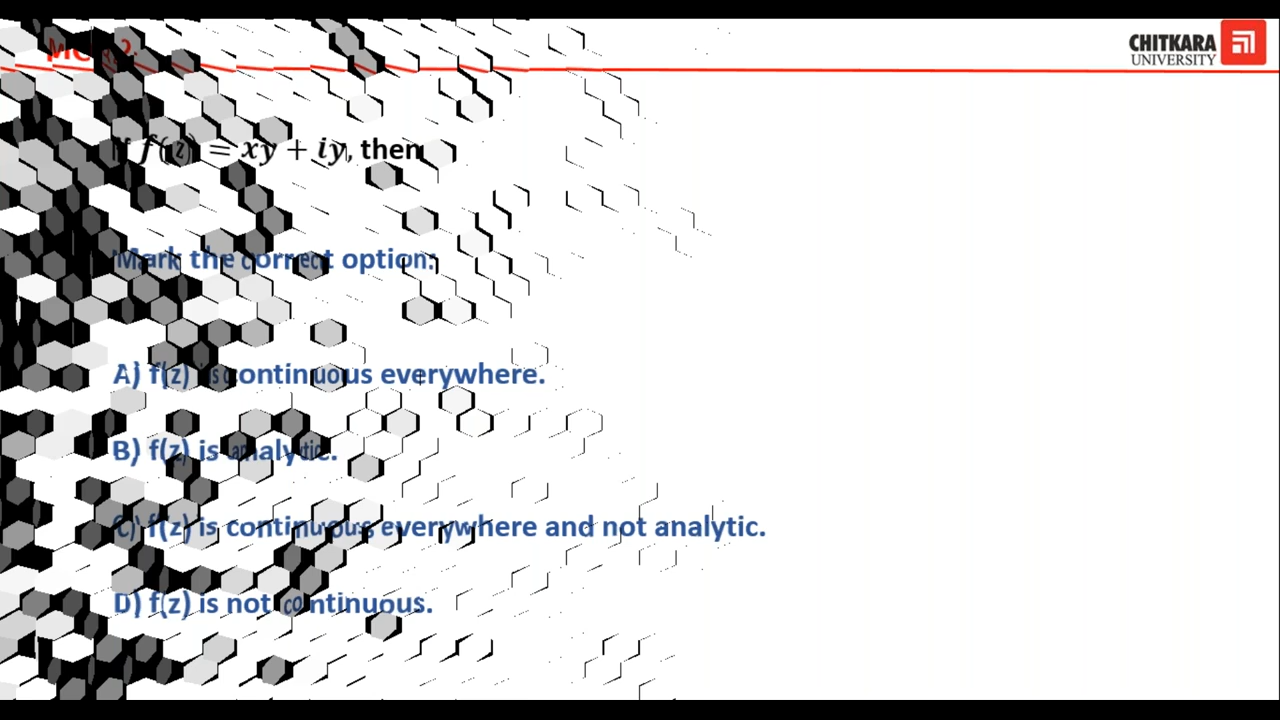 CHITKARA
UNIVERSITY
If f(z) = xy + iy, then
Mark the correct option:
A) f(z) is continuous everywhere.
B) f(z) is analytic.
C) f(z) is continuous everywhere and not analytic.
D) f(z) is not continuous.